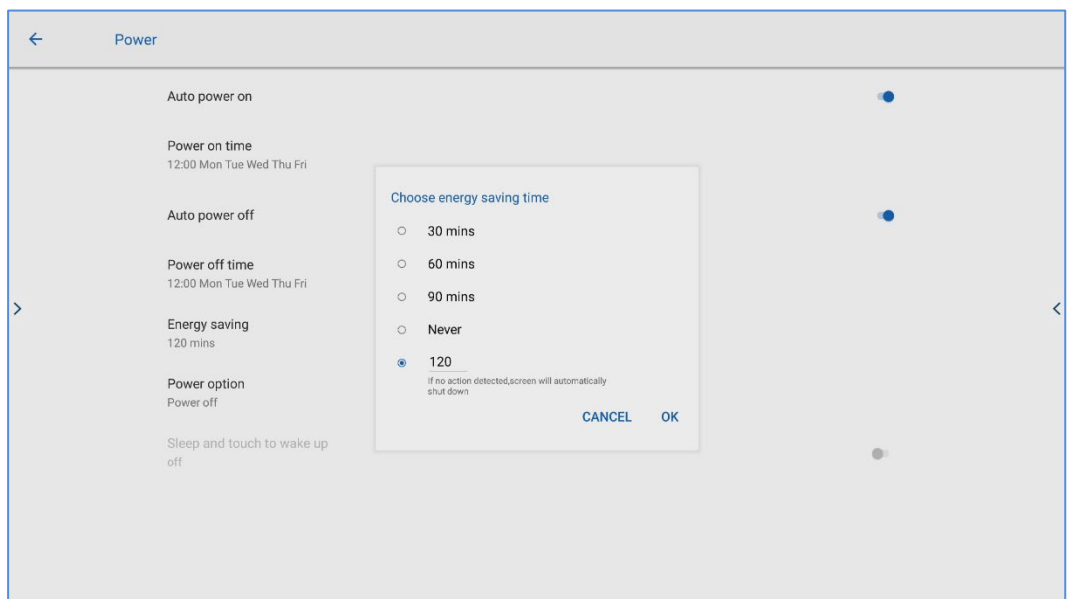 Power
Auto power on
Power on time
12:00 Mon Tue Wed Thu Fri
Auto power off
Power off time
12:00 Mon Tue Wed Thu Fri
Energy saving
120 mins
Power option
Power off
Sleep and touch to wake up
off
Choose energy saving time
30 mins
60 mins
90 mins
Never
120
If no action detected,screen will automatically
shut down
CANCEL OK